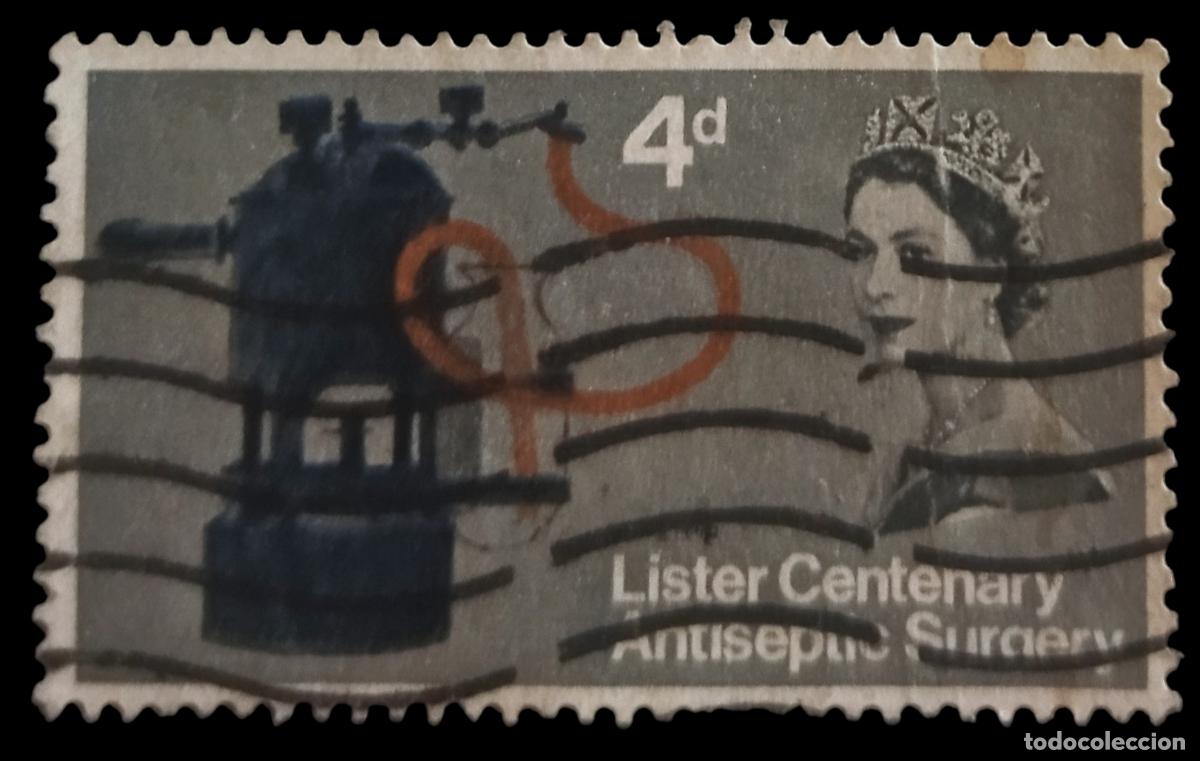 4d
Lister Centenary
Antiseptic Surgery
todocoleccion